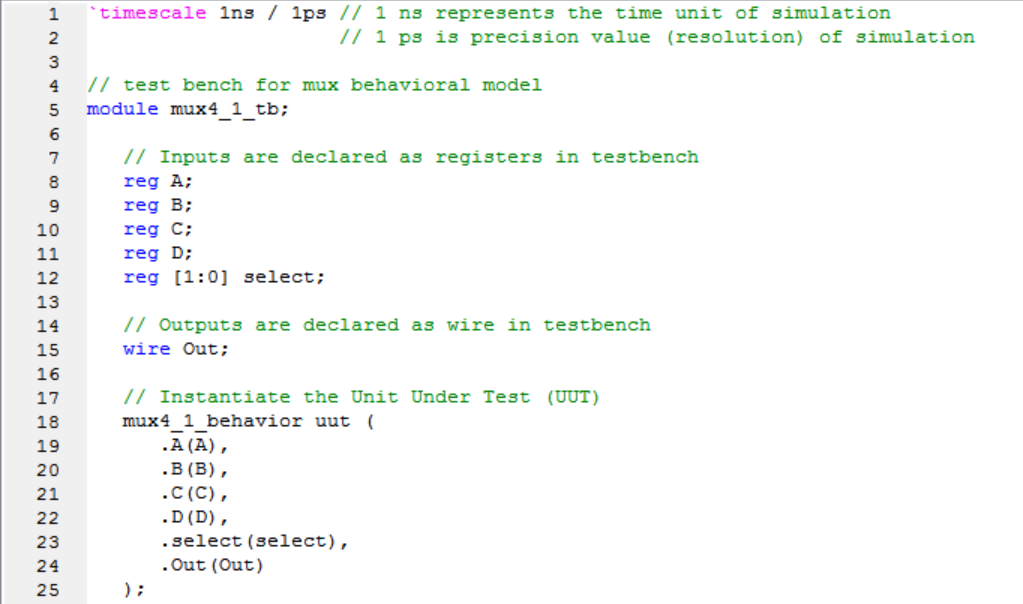 1 `timescale 1ns / 1ps // 1 ns represents the time unit of simulation
2 // 1 ps is precision value (resolution) of simulation
3
4 // test bench for mux behavioral model
5 module mux4_1_tb;
6
7 // Inputs are declared as registers in testbench
8 reg A;
9 reg B;
10 reg C;
11 reg D;
12 reg [1:0] select;
13
14 // Outputs are declared as wire in testbench
15 wire Out;
16
17 // Instantiate the Unit Under Test (UUT)
18 mux4_1_behavior uut (
19 .A(A),
20 .B(B),
21 .C(C),
22 .D(D),
23 .select(select),
24 .Out(Out)
25 );